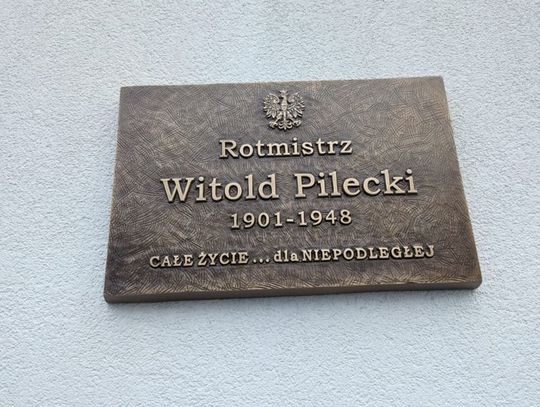 Rotmistrz
Witold Pilecki
1901-1948
CAŁE ŻYCIE...dla NIEPODLEGŁEJ